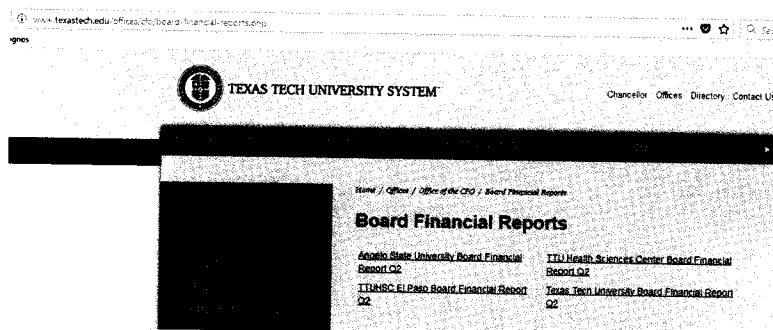 www.texastech.edu/offices/cfo/board-financial-reports.php
ognos
TEXAS TECH UNIVERSITY SYSTEM
Chancellor Offices Directory Contact Us
Home / Offices / Office of the CFO / Board Financial Reports
Board Financial Reports
Angelo State University Board Financial
Report Q2
TTU Health Sciences Center Board Financial
Report Q2
TTUHSC El Paso Board Financial Report
Q2
Texas Tech University Board Financial Report
Q2